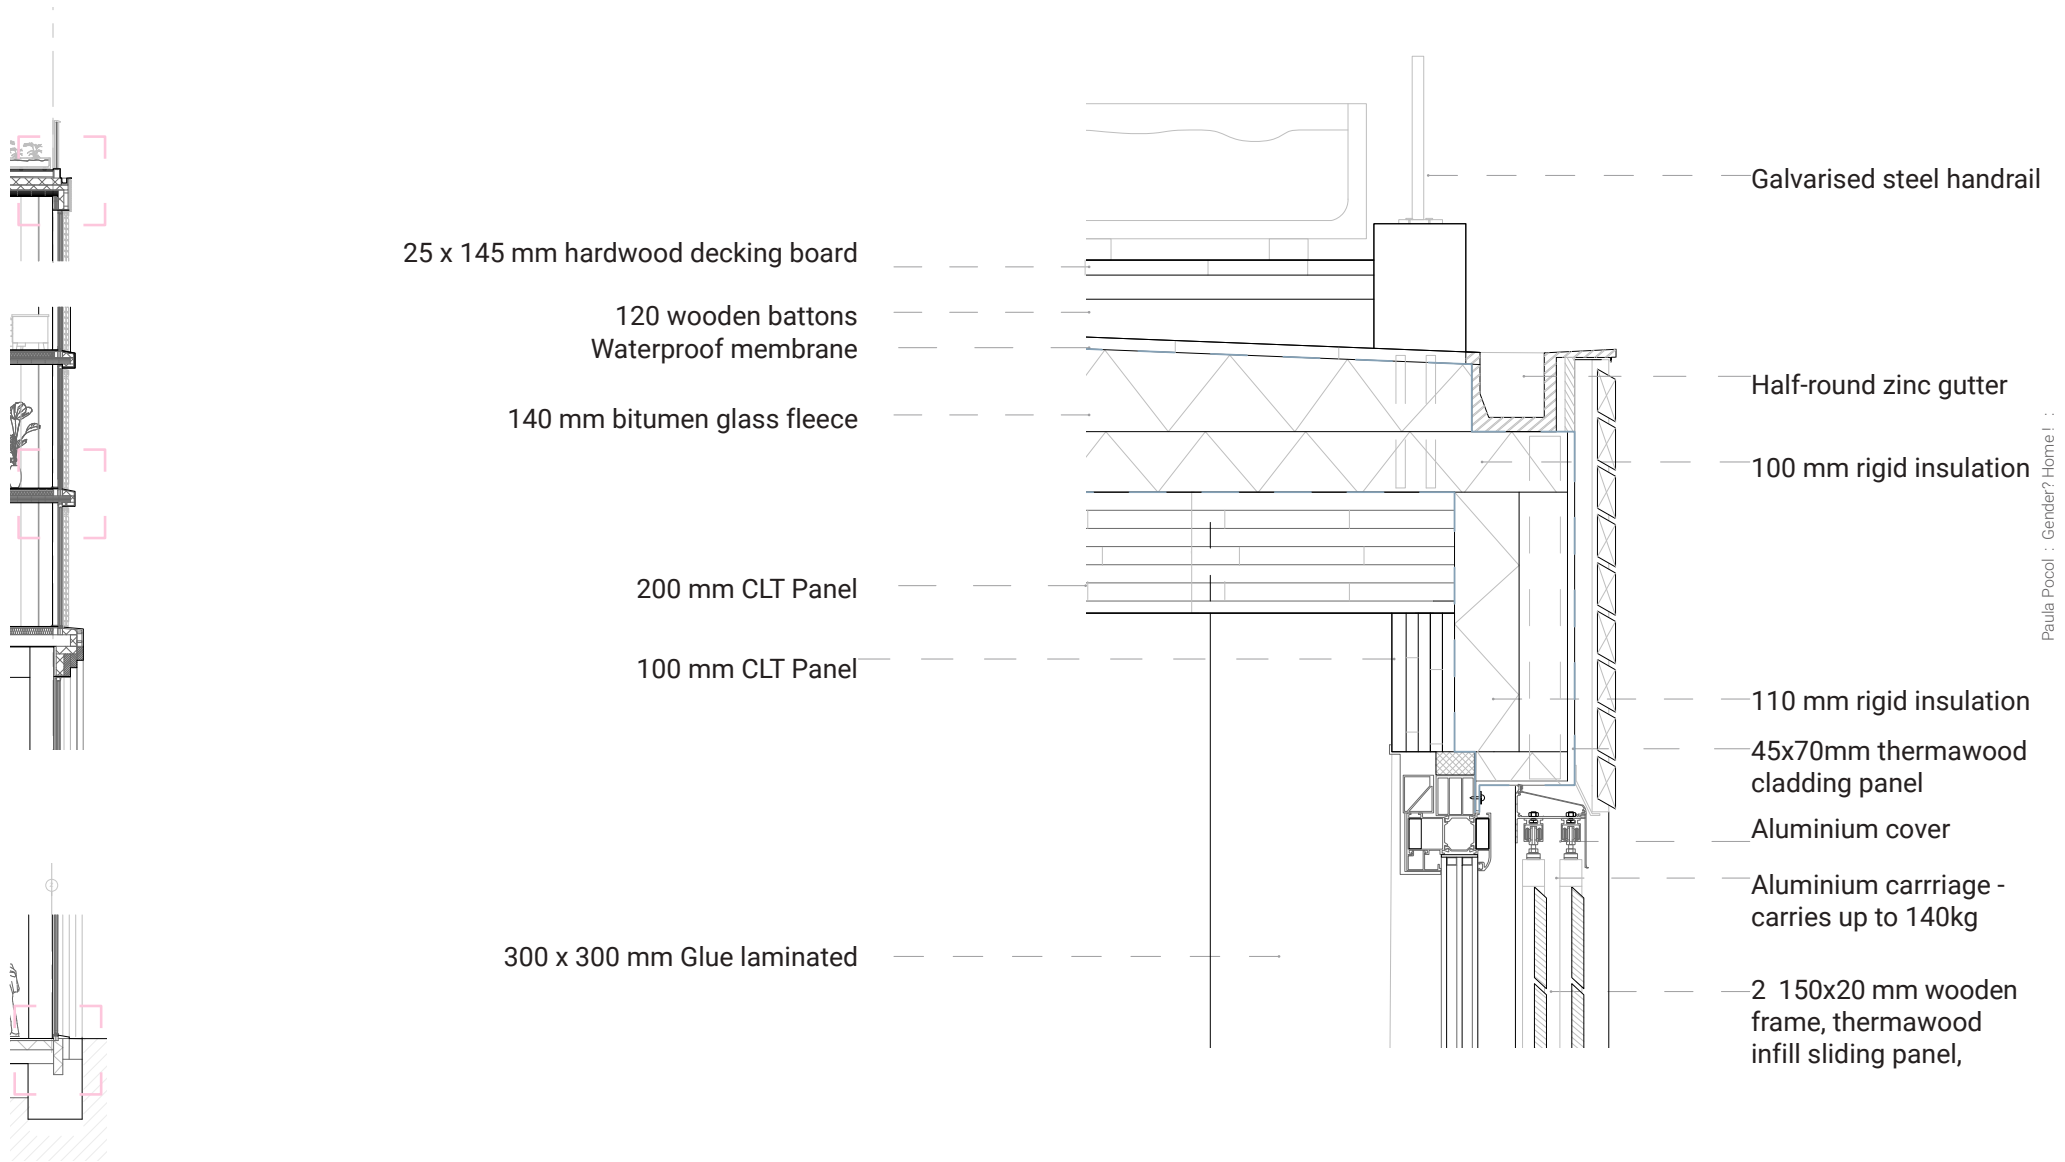 25 x 145 mm hardwood decking board
120 wooden battons
Waterproof membrane
140 mm bitumen glass fleece
200 mm CLT Panel
100 mm CLT Panel
300 x 300 mm Glue laminated
Galvarised steel handrail
Half-round zinc gutter
100 mm rigid insulation
110 mm rigid insulation
45x70mm thermawood
cladding panel
Aluminium cover
Aluminium carrriage -
carries up to 140kg
2  150x20 mm wooden
frame, thermawood
infill sliding panel,
Paula Pocol : Gender? Home! :